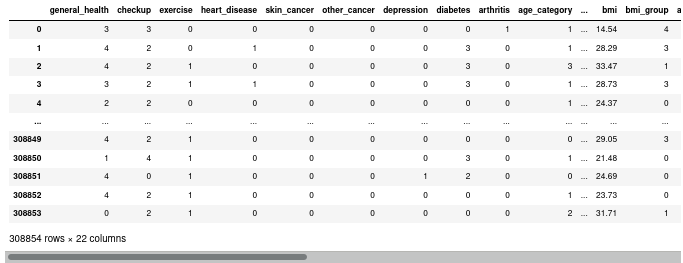 general_health checkup exercise heart_disease skin_cancer other_cancer depression diabetes arthritis age_category ... bmi bmi_group a
0 3 3 0 0 0 0 0 0 1 1 ... 14.54 4
1 4 2 0 1 0 0 0 3 0 1 ... 28.29 3
2 4 2 1 0 0 0 0 3 0 3 ... 33.47 1
3 3 2 1 1 0 0 0 3 0 1 ... 28.73 3
4 2 2 0 0 0 0 0 0 0 1 ... 24.37 0
... ... ... ... ... ... ... ... ... ... ... ... ... ...
308849 4 2 1 0 0 0 0 0 0 0 ... 29.05 3
308850 1 4 1 0 0 0 0 3 0 1 ... 21.48 0
308851 4 0 1 0 0 0 1 2 0 0 ... 24.69 0
308852 4 2 1 0 0 0 0 0 0 1 ... 23.73 0
308853 0 2 1 0 0 0 0 0 0 2 ... 31.71 1
308854 rows × 22 columns